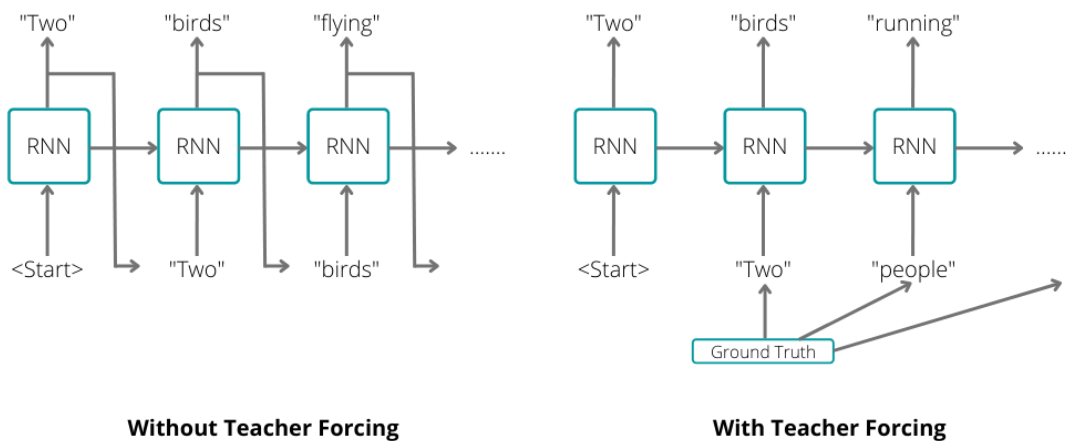 "Two" "birds" "flying"
RNN RNN RNN .......
<Start> "Two" "birds"
Without Teacher Forcing
"Two" "birds" "running"
RNN RNN RNN ......
<Start> "Two" "people"
Ground Truth
With Teacher Forcing